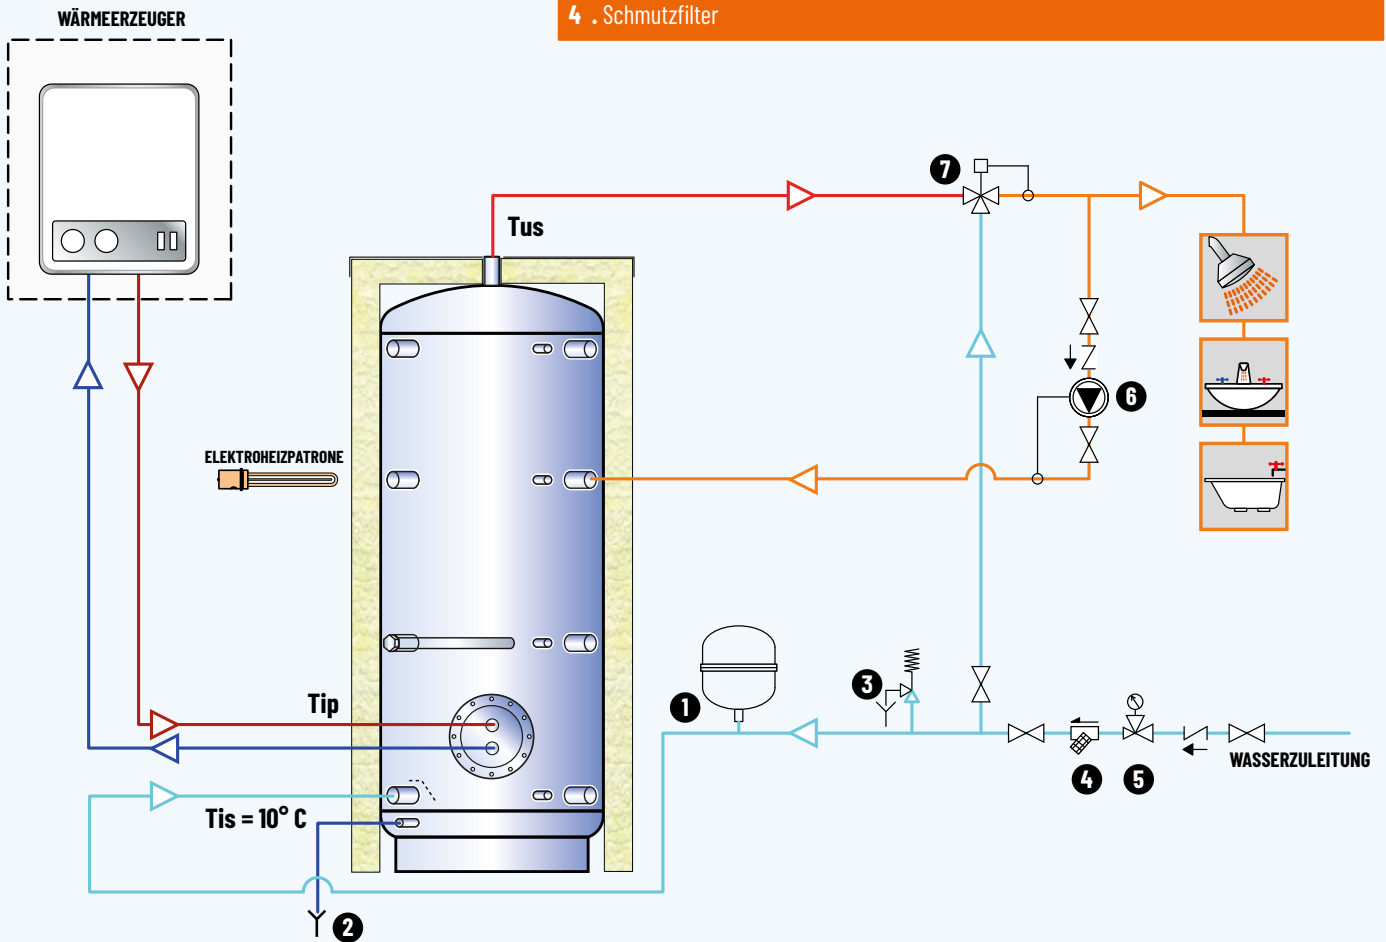 WÄRMEERZEUGER
4 . Schmutzfilter
7
Tus
6
ELEKTROHEIZPATRONE
3
Tip
1
WASSERZULEITUNG
4
5
Tis = 10° C
2